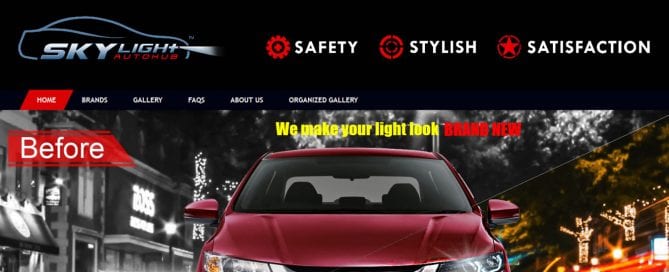 SKYLIGHT TM
AUTOHUB
SAFETY STYLISH SATISFACTION
HOME BRANDS GALLERY FAQS ABOUT US ORGANIZED GALLERY
We make your light look BRAND NEW
Before
BOSS